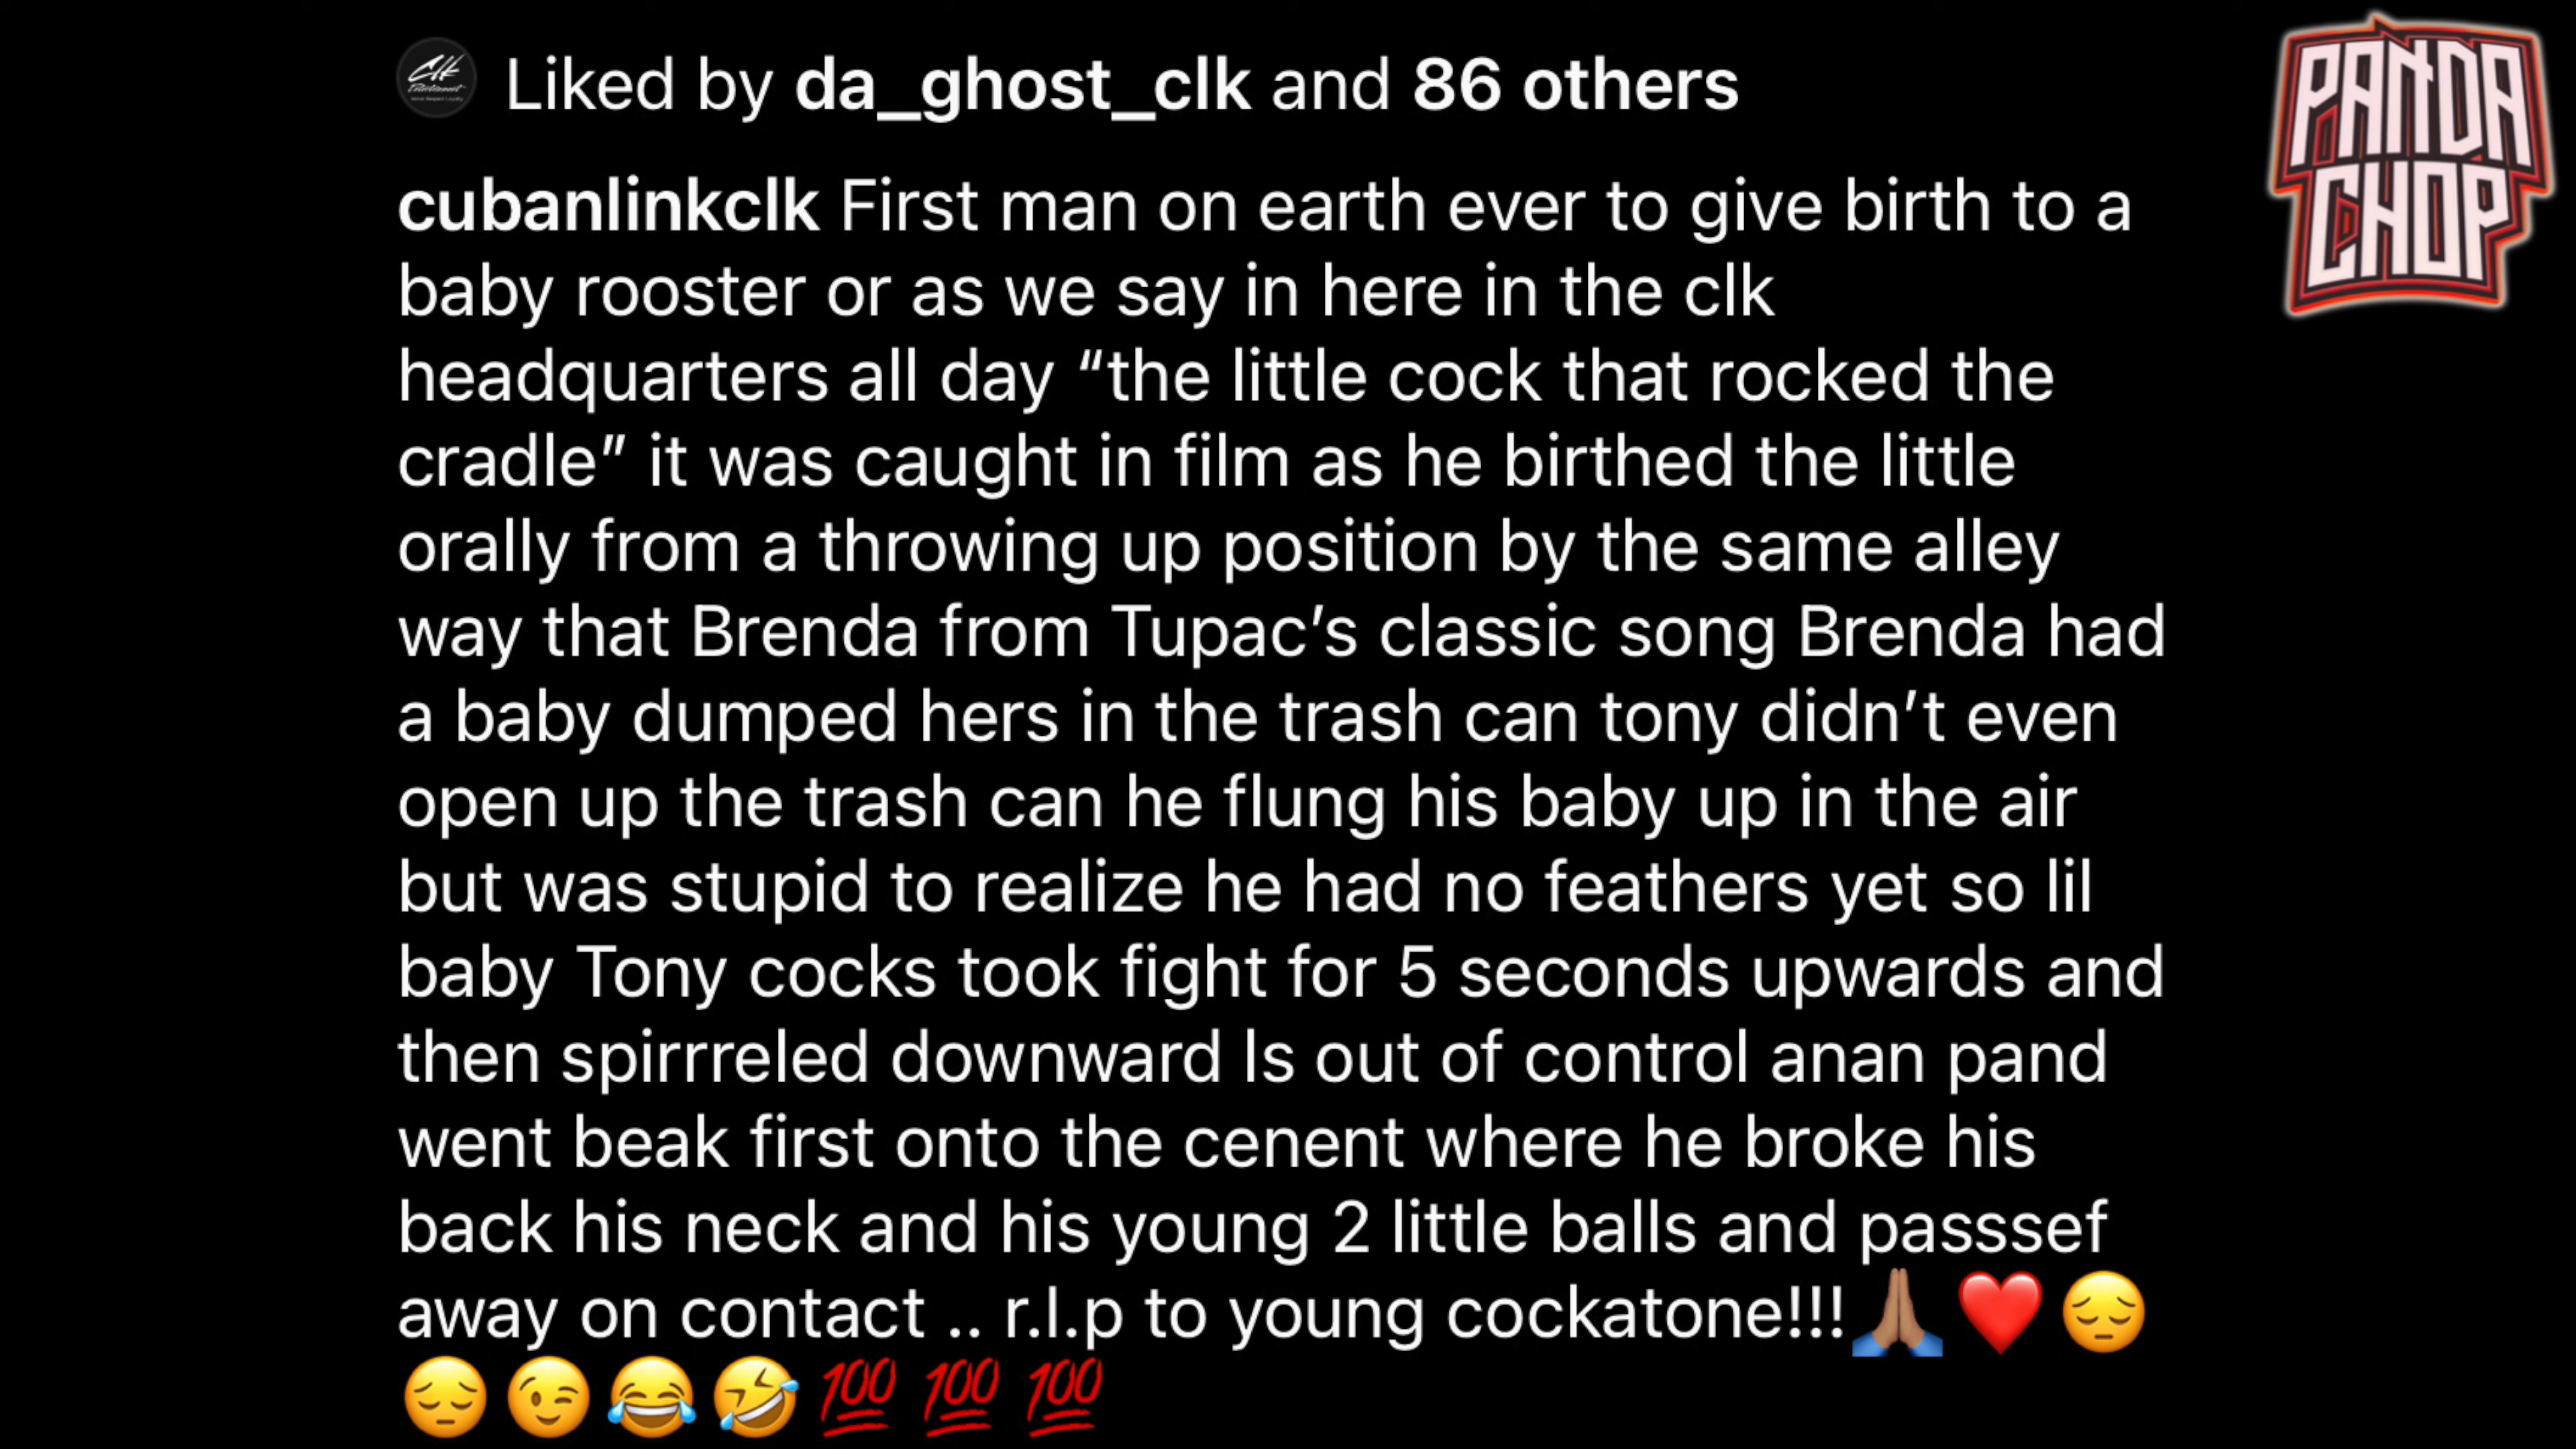 Liked by da_ghost_clk and 86 others
cubanlinkclk First man on earth ever to give birth to a
baby rooster or as we say in here in the clk
headquarters all day “the little cock that rocked the
cradle” it was caught in film as he birthed the little
orally from a throwing up position by the same alley
way that Brenda from Tupac’s classic song Brenda had
a baby dumped hers in the trash can tony didn’t even
open up the trash can he flung his baby up in the air
but was stupid to realize he had no feathers yet so lil
baby Tony cocks took fight for 5 seconds upwards and
then spirrreled downward Is out of control anan pand
went beak first onto the cenent where he broke his
back his neck and his young 2 little balls and passsef
away on contact .. r.I.p to young cockatone!!!🙏🏽❤️😔
😔😉😂🤣💯💯💯
PANDA
CHOP
Clk